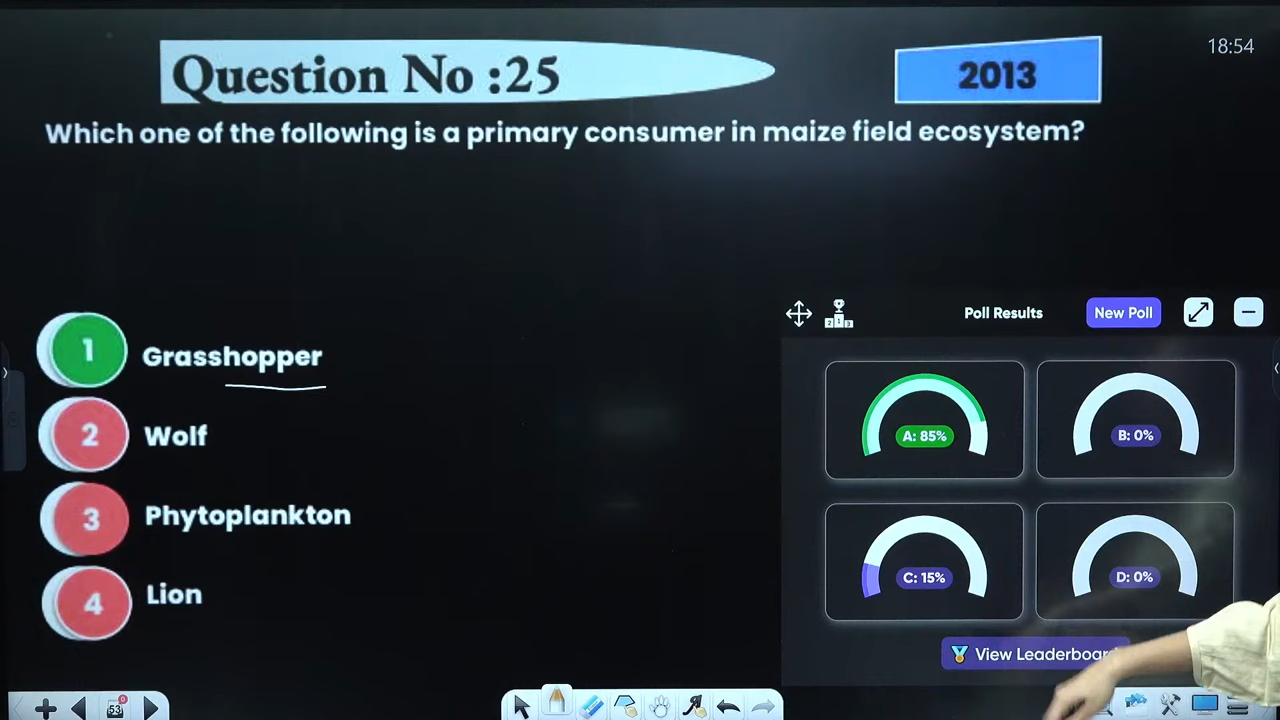 Question No :25
2013
18:54
Which one of the following is a primary consumer in maize field ecosystem?
1 Grasshopper
2 Wolf
3 Phytoplankton
4 Lion
Poll Results
New Poll
A: 85%
B: 0%
C: 15%
D: 0%
View Leaderboard
53